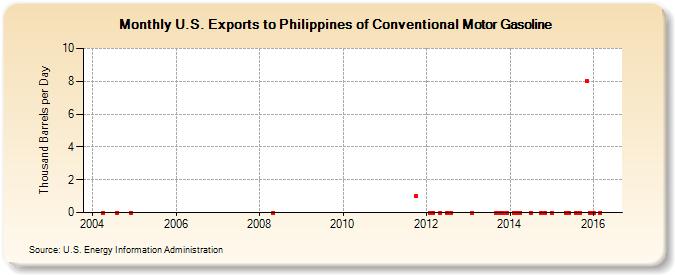 Monthly U.S. Exports to Philippines of Conventional Motor Gasoline
Thousand Barrels per Day
10
8
6
4
2
0
2004 2006 2008 2010 2012 2014 2016
Source: U.S. Energy Information Administration